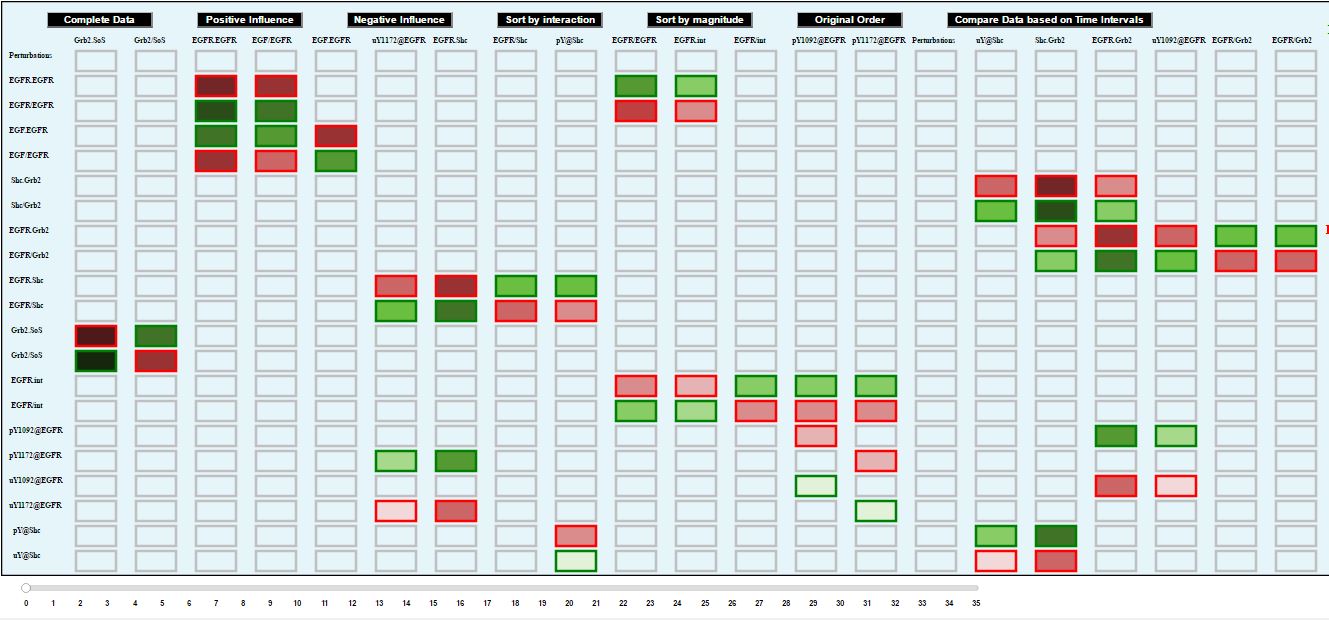 Complete Data Positive Influence Negative Influence Sort by interaction Sort by magnitude Original Order Compare Data based on Time Intervals
Grb2.SoS Grb2/SoS EGFR.EGFR EGF/EGFR EGF.EGFR uY1172@EGFR EGFR.Shc EGFR/Shc pY@Shc EGFR/EGFR EGFR.int EGFR/int pY1092@EGFR pY1172@EGFR Perturbations uY@Shc Shc.Grb2 EGFR.Grb2 uY1092@EGFR EGFR/Grb2 EGFR/Grb2
Perturbations
EGFR.EGFR
EGFR/EGFR
EGF.EGFR
EGF/EGFR
Shc.Grb2
Shc/Grb2
EGFR.Grb2
EGFR/Grb2
EGFR.Shc
EGFR/Shc
Grb2.SoS
Grb2/SoS
EGFR.int
EGFR/int
pY1092@EGFR
pY1172@EGFR
uY1092@EGFR
uY1172@EGFR
pY@Shc
uY@Shc
0 1 2 3 4 5 6 7 8 9 10 11 12 13 14 15 16 17 18 19 20 21 22 23 24 25 26 27 28 29 30 31 32 33 34 35